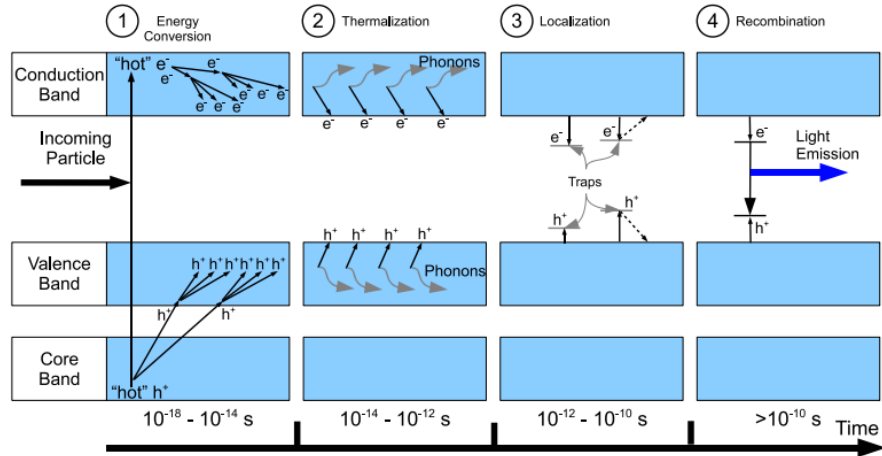 1 Energy Conversion
2 Thermalization
3 Localization
4 Recombination
Conduction
Band
"hot" e⁻
e⁻
e⁻
e⁻
e⁻
e⁻
e⁻
e⁻
e⁻
e⁻
Phonons
e⁻ e⁻ e⁻ e⁻
Incoming
Particle
e⁻ e⁻
Traps
h⁺ h⁺
e⁻
Light
Emission
h⁺
Valence
Band
h⁺h⁺h⁺h⁺h⁺h⁺
h⁺ h⁺
h⁺ h⁺ h⁺ h⁺
Phonons
Core
Band
"hot" h⁺
10⁻¹⁸ - 10⁻¹⁴ s
10⁻¹⁴ - 10⁻¹² s
10⁻¹² - 10⁻¹⁰ s
>10⁻¹⁰ s
Time